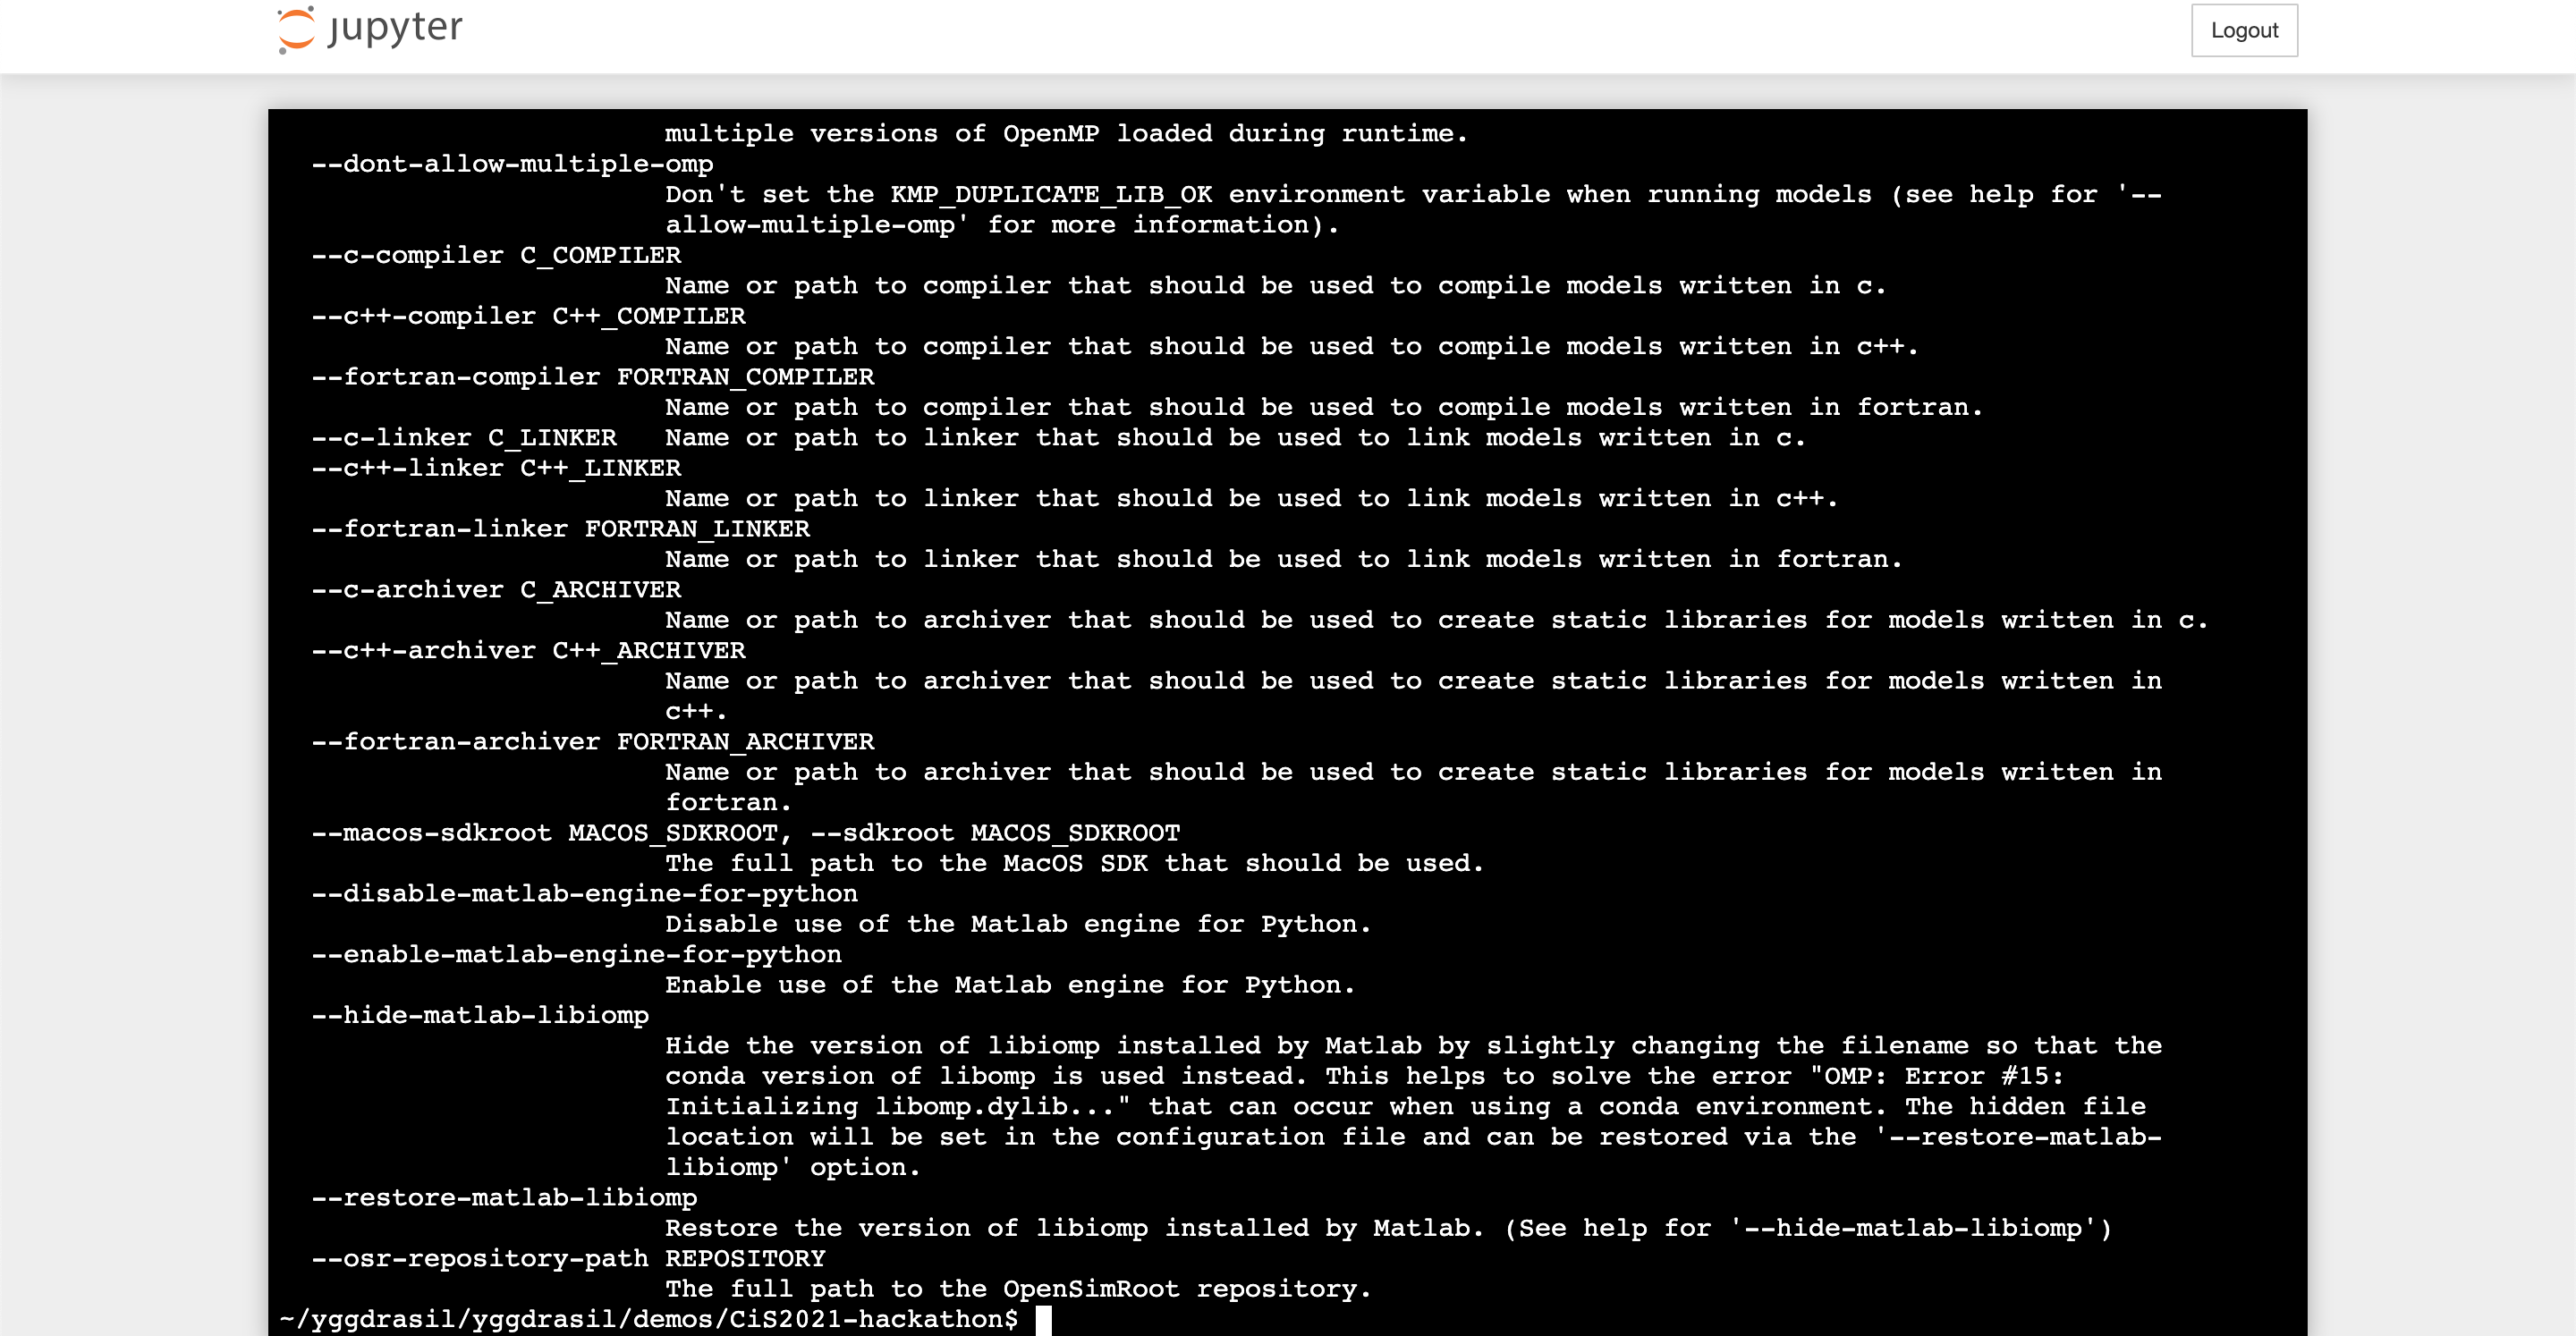 jupyter
Logout
multiple versions of OpenMP loaded during runtime.
--dont-allow-multiple-omp
Don't set the KMP_DUPLICATE_LIB_OK environment variable when running models (see help for '--
allow-multiple-omp' for more information).
--c-compiler C_COMPILER
Name or path to compiler that should be used to compile models written in c.
--c++-compiler C++_COMPILER
Name or path to compiler that should be used to compile models written in c++.
--fortran-compiler FORTRAN_COMPILER
Name or path to compiler that should be used to compile models written in fortran.
--c-linker C_LINKER   Name or path to linker that should be used to link models written in c.
--c++-linker C++_LINKER
Name or path to linker that should be used to link models written in c++.
--fortran-linker FORTRAN_LINKER
Name or path to linker that should be used to link models written in fortran.
--c-archiver C_ARCHIVER
Name or path to archiver that should be used to create static libraries for models written in c.
--c++-archiver C++_ARCHIVER
Name or path to archiver that should be used to create static libraries for models written in
c++.
--fortran-archiver FORTRAN_ARCHIVER
Name or path to archiver that should be used to create static libraries for models written in
fortran.
--macos-sdkroot MACOS_SDKROOT, --sdkroot MACOS_SDKROOT
The full path to the MacOS SDK that should be used.
--disable-matlab-engine-for-python
Disable use of the Matlab engine for Python.
--enable-matlab-engine-for-python
Enable use of the Matlab engine for Python.
--hide-matlab-libiomp
Hide the version of libiomp installed by Matlab by slightly changing the filename so that the
conda version of libomp is used instead. This helps to solve the error "OMP: Error #15:
Initializing libomp.dylib..." that can occur when using a conda environment. The hidden file
location will be set in the configuration file and can be restored via the '--restore-matlab-
libiomp' option.
--restore-matlab-libiomp
Restore the version of libiomp installed by Matlab. (See help for '--hide-matlab-libiomp')
--osr-repository-path REPOSITORY
The full path to the OpenSimRoot repository.
~/yggdrasil/yggdrasil/demos/CiS2021-hackathon$